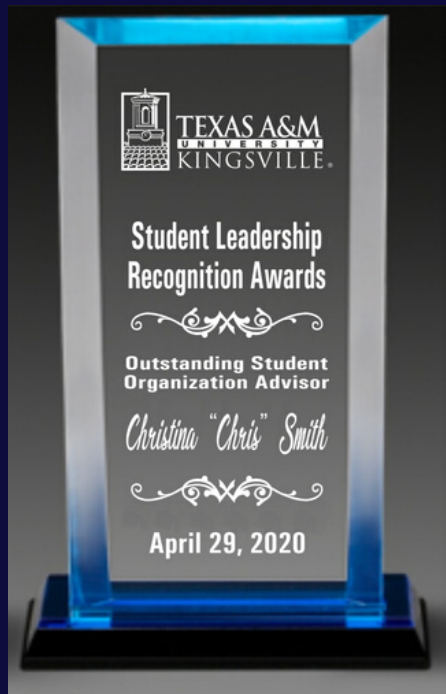 TEXAS A&M
UNIVERSITY
KINGSVILLE®
Student Leadership
Recognition Awards
Outstanding Student
Organization Advisor
Christina "Chris" Smith
April 29, 2020